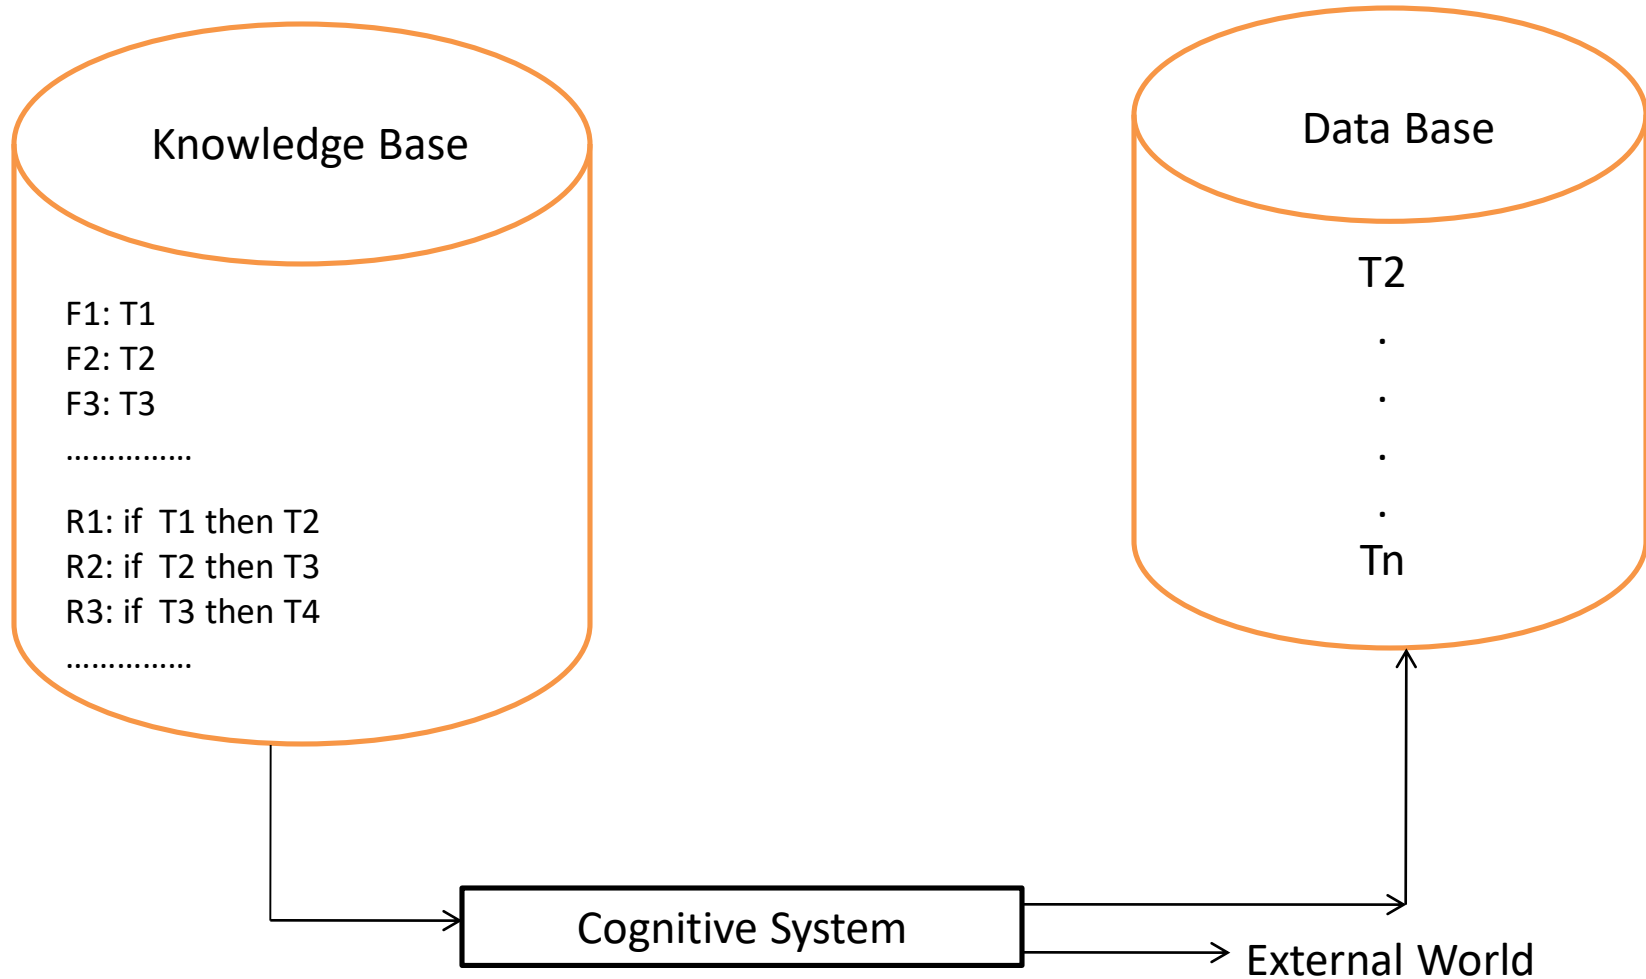 Knowledge Base
F1: T1
F2: T2
F3: T3
……………
R1: if  T1 then T2
R2: if  T2 then T3
R3: if  T3 then T4
……………
Data Base
T2
.
.
.
.
Tn
Cognitive System
External World